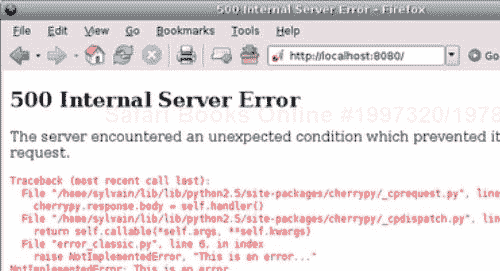 500 Internal Server Error - Firefox
File Edit View Go Bookmarks Tools Help
http://localhost:8080/ Go
500 Internal Server Error
Safari Books Online #1997320/1978
The server encountered an unexpected condition which prevented it
request.
Traceback (most recent call last):
File "/home/sylvain/lib/lib/python2.5/site-packages/cherrypy/_cprequest.py", line
cherrypy.response.body = self.handler()
File "/home/sylvain/lib/lib/python2.5/site-packages/cherrypy/_cpdispatch.py", line
return self.callable(*self.args, **self.kwargs)
File "error_classic.py", line 6, in index
raise NotImplementedError, "This is an error..."
NotImplementedError: This is an error